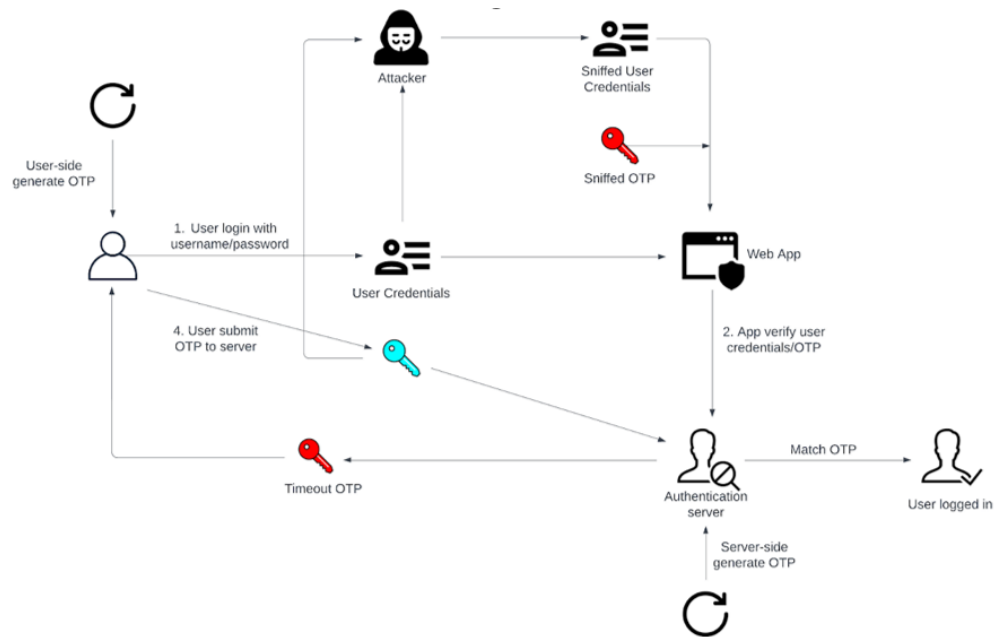 Attacker
Sniffed User
Credentials
User-side
generate OTP
Sniffed OTP
1. User login with
username/password
Web App
User Credentials
4. User submit
OTP to server
2. App verify user
credentials/OTP
Match OTP
Timeout OTP
Authentication
server
User logged in
Server-side
generate OTP